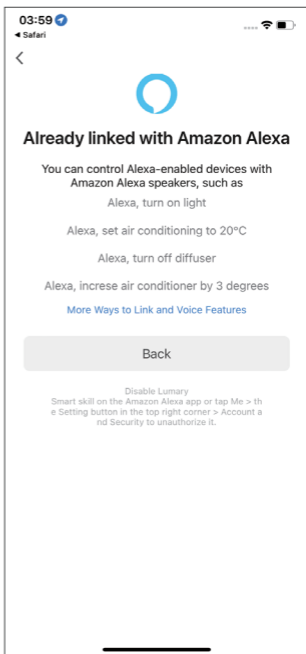 03:59
◀ Safari
Already linked with Amazon Alexa
You can control Alexa-enabled devices with
Amazon Alexa speakers, such as
Alexa, turn on light
Alexa, set air conditioning to 20°C
Alexa, turn off diffuser
Alexa, increse air conditioner by 3 degrees
More Ways to Link and Voice Features
Back
Disable Lumary
Smart skill on the Amazon Alexa app or tap Me > th
e Setting button in the top right corner > Account a
nd Security to unauthorize it.